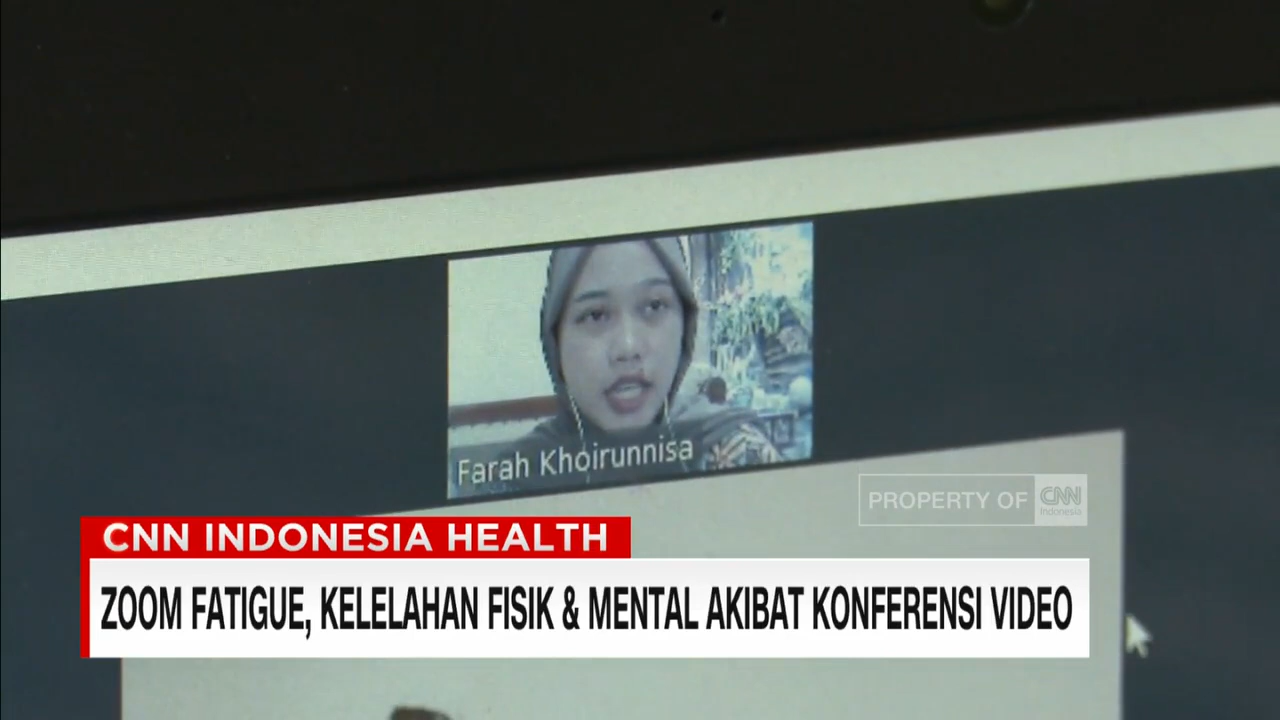 Farah Khoirunnisa
PROPERTY OF CNN Indonesia
CNN INDONESIA HEALTH
ZOOM FATIGUE, KELELAHAN FISIK & MENTAL AKIBAT KONFERENSI VIDEO